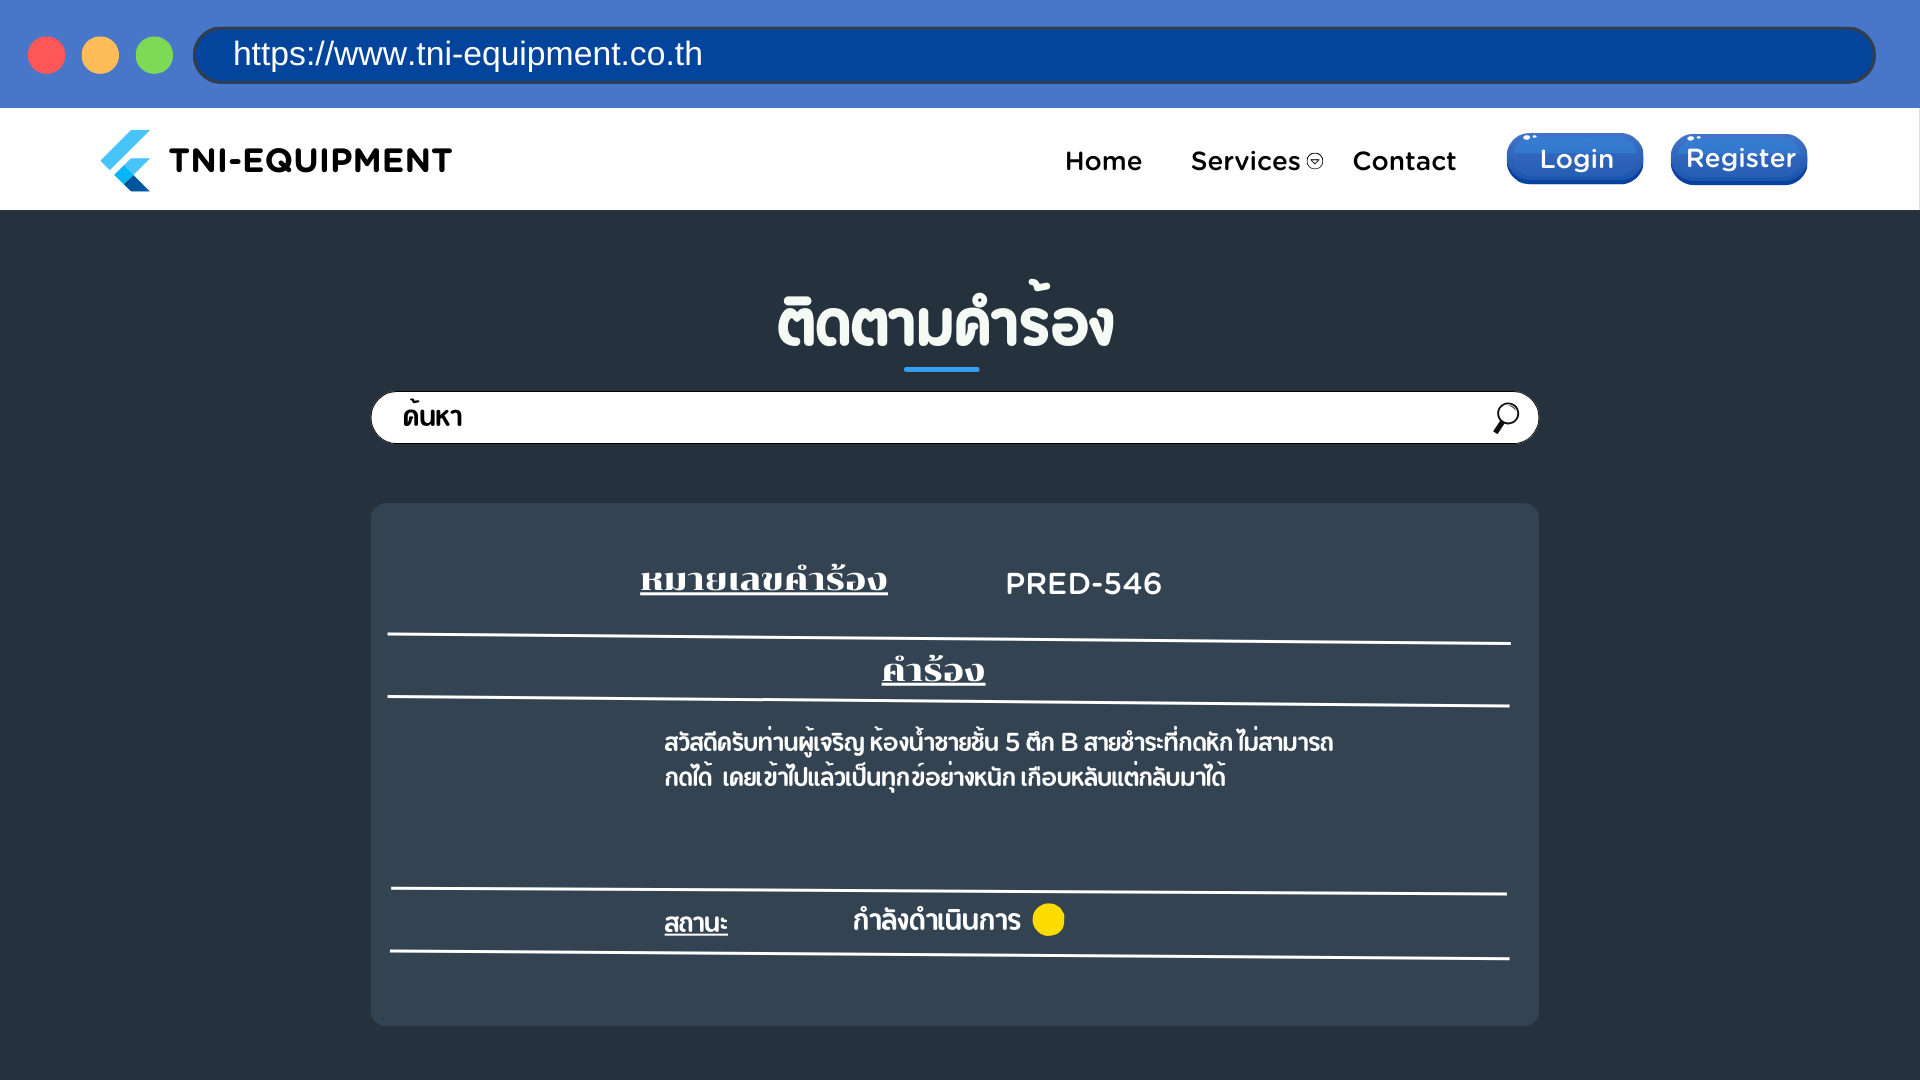 https://www.tni-equipment.co.th
TNI-EQUIPMENT
Home Services Contact Login Register
ติดตามคำร้อง
ค้นหา
หมายเลขคำร้อง PRED-546
คำร้อง
สวัสดีครับท่านผู้เจริญ ห้องน้ำชายชั้น 5 ตึก B สายชำระที่กดหัก ไม่สามารถ
กดได้ เคยเข้าไปแล้วเป็นทุกข์อย่างหนัก เกือบหลับแต่กลับมาได้
สถานะ กำลังดำเนินการ